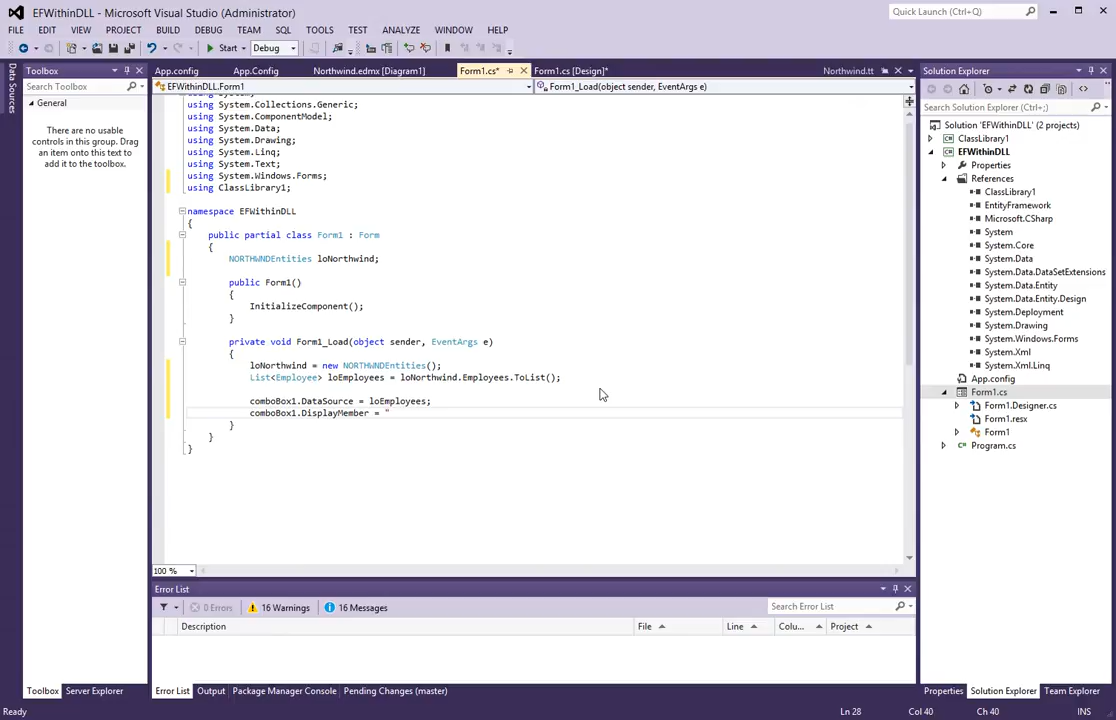 EFWithinDLL - Microsoft Visual Studio (Administrator)
Quick Launch (Ctrl+Q)
FILE EDIT VIEW PROJECT BUILD DEBUG TEAM SQL TOOLS TEST ANALYZE WINDOW HELP
Start Debug
Data Sources
Toolbox
Search Toolbox
General
There are no usable
controls in this group. Drag
an item onto this text to
add it to the toolbox.
App.config App.Config Northwind.edmx [Diagram1] Form1.cs* Form1.cs [Design]* Northwind.tt
EFWithinDLL.Form1 Form1_Load(object sender, EventArgs e)
using System;
using System.Collections.Generic;
using System.ComponentModel;
using System.Data;
using System.Drawing;
using System.Linq;
using System.Text;
using System.Windows.Forms;
using ClassLibrary1;
namespace EFWithinDLL
{
public partial class Form1 : Form
{
NORTHWNDEntities loNorthwind;
public Form1()
{
InitializeComponent();
}
private void Form1_Load(object sender, EventArgs e)
{
loNorthwind = new NORTHWNDEntities();
List<Employee> loEmployees = loNorthwind.Employees.ToList();
comboBox1.DataSource = loEmployees;
comboBox1.DisplayMember = "
}
}
}
100 %
Error List
0 Errors 16 Warnings 16 Messages
Search Error List
Description File Line Colu... Project
Toolbox Server Explorer
Error List Output Package Manager Console Pending Changes (master)
Solution Explorer
Search Solution Explorer (Ctrl+;)
Solution 'EFWithinDLL' (2 projects)
ClassLibrary1
EFWithinDLL
Properties
References
ClassLibrary1
EntityFramework
Microsoft.CSharp
System
System.Core
System.Data
System.Data.DataSetExtensions
System.Data.Entity
System.Data.Entity.Design
System.Deployment
System.Drawing
System.Windows.Forms
System.Xml
System.Xml.Linq
App.config
Form1.cs
Form1.Designer.cs
Form1.resx
Form1
Program.cs
Properties Solution Explorer Team Explorer
Ready Ln 28 Col 40 Ch 40 INS